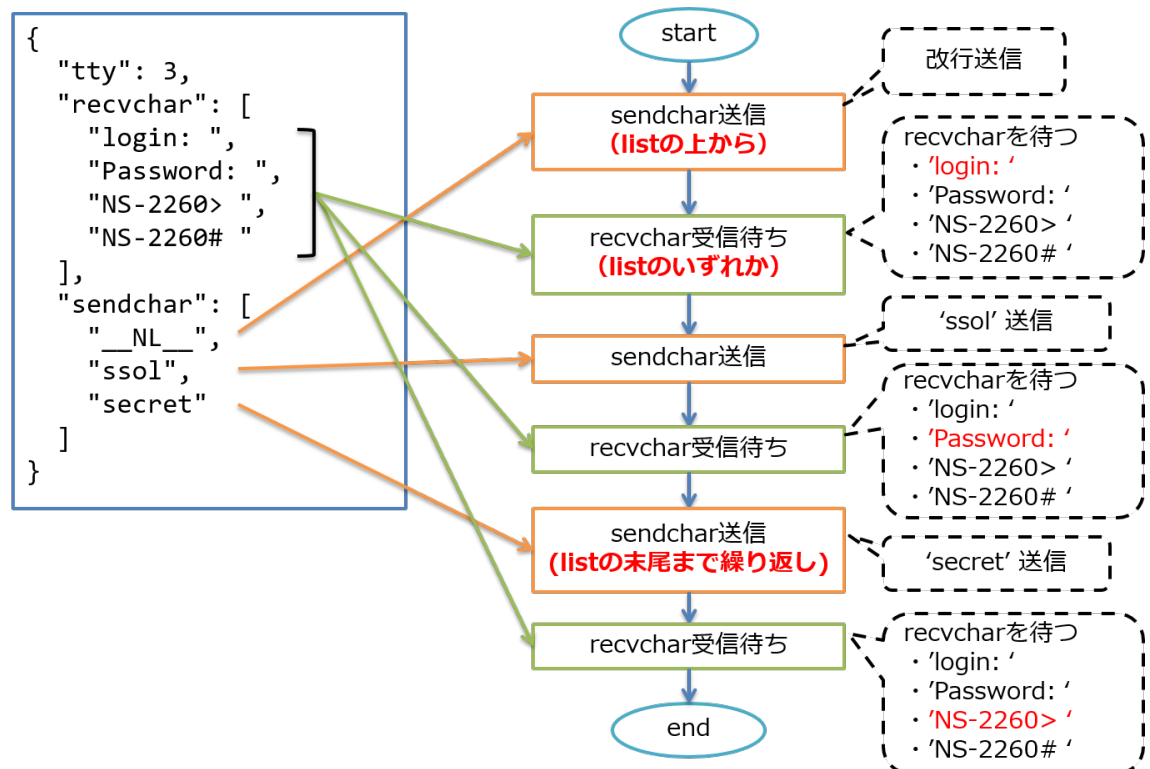 {
"tty": 3,
"recvchar": [
"login: ",
"Password: ",
"NS-2260> ",
"NS-2260# "
],
"sendchar": [
"__NL__",
"ssol",
"secret"
]
}
start
sendchar送信
（listの上から）
改行送信
recvchar受信待ち
（listのいずれか）
recvcharを待つ
・’login: ‘
・’Password: ‘
・’NS-2260> ‘
・’NS-2260# ‘
sendchar送信
‘ssol’ 送信
recvchar受信待ち
recvcharを待つ
・’login: ‘
・’Password: ‘
・’NS-2260> ‘
・’NS-2260# ‘
sendchar送信
(listの末尾まで繰り返し)
‘secret’ 送信
recvchar受信待ち
recvcharを待つ
・’login: ‘
・’Password: ‘
・’NS-2260> ‘
・’NS-2260# ‘
end